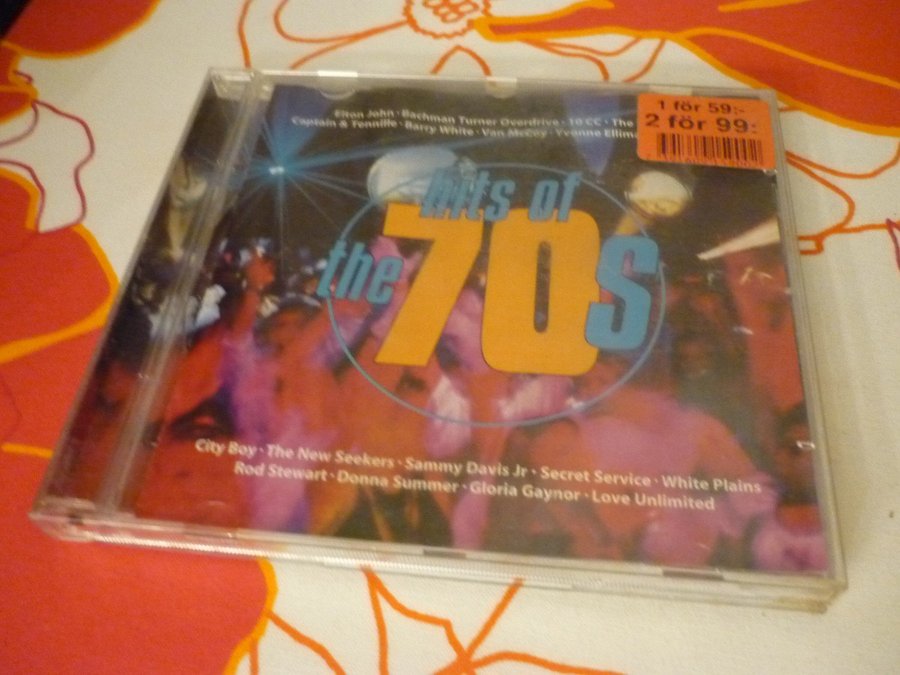 Elton John · Bachman Turner Overdrive · 10 CC · The
Captain & Tennille · Barry White · Van McCoy · Yvonne Ellima
1 för 59:-
2 för 99:-
hits of
the 70s
City Boy · The New Seekers · Sammy Davis Jr · Secret Service · White Plains
Rod Stewart · Donna Summer · Gloria Gaynor · Love Unlimited